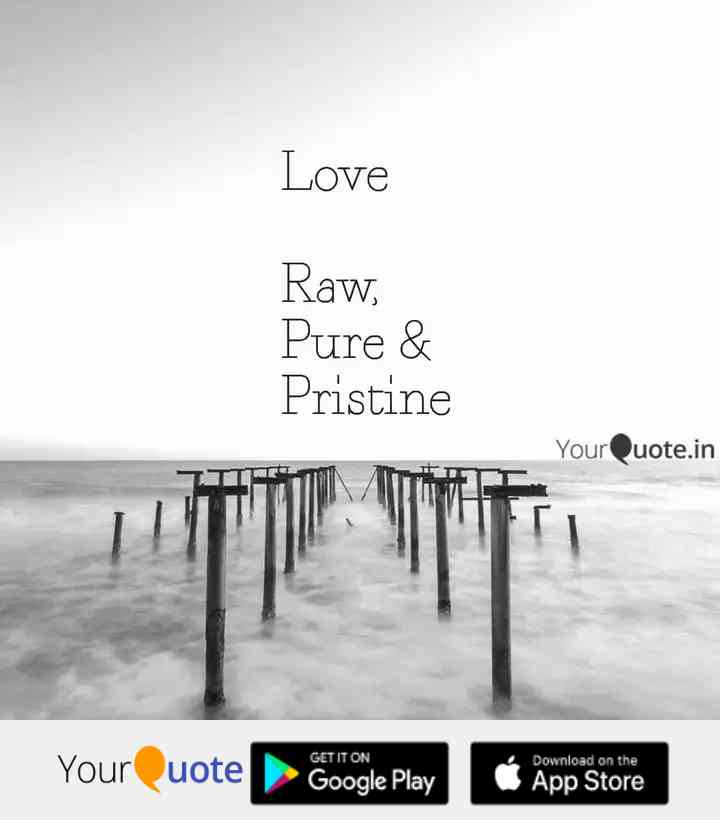 Love
Raw,
Pure &
Pristine
YourQuote.in
YourQuote
GET IT ON
Google Play
Download on the
App Store